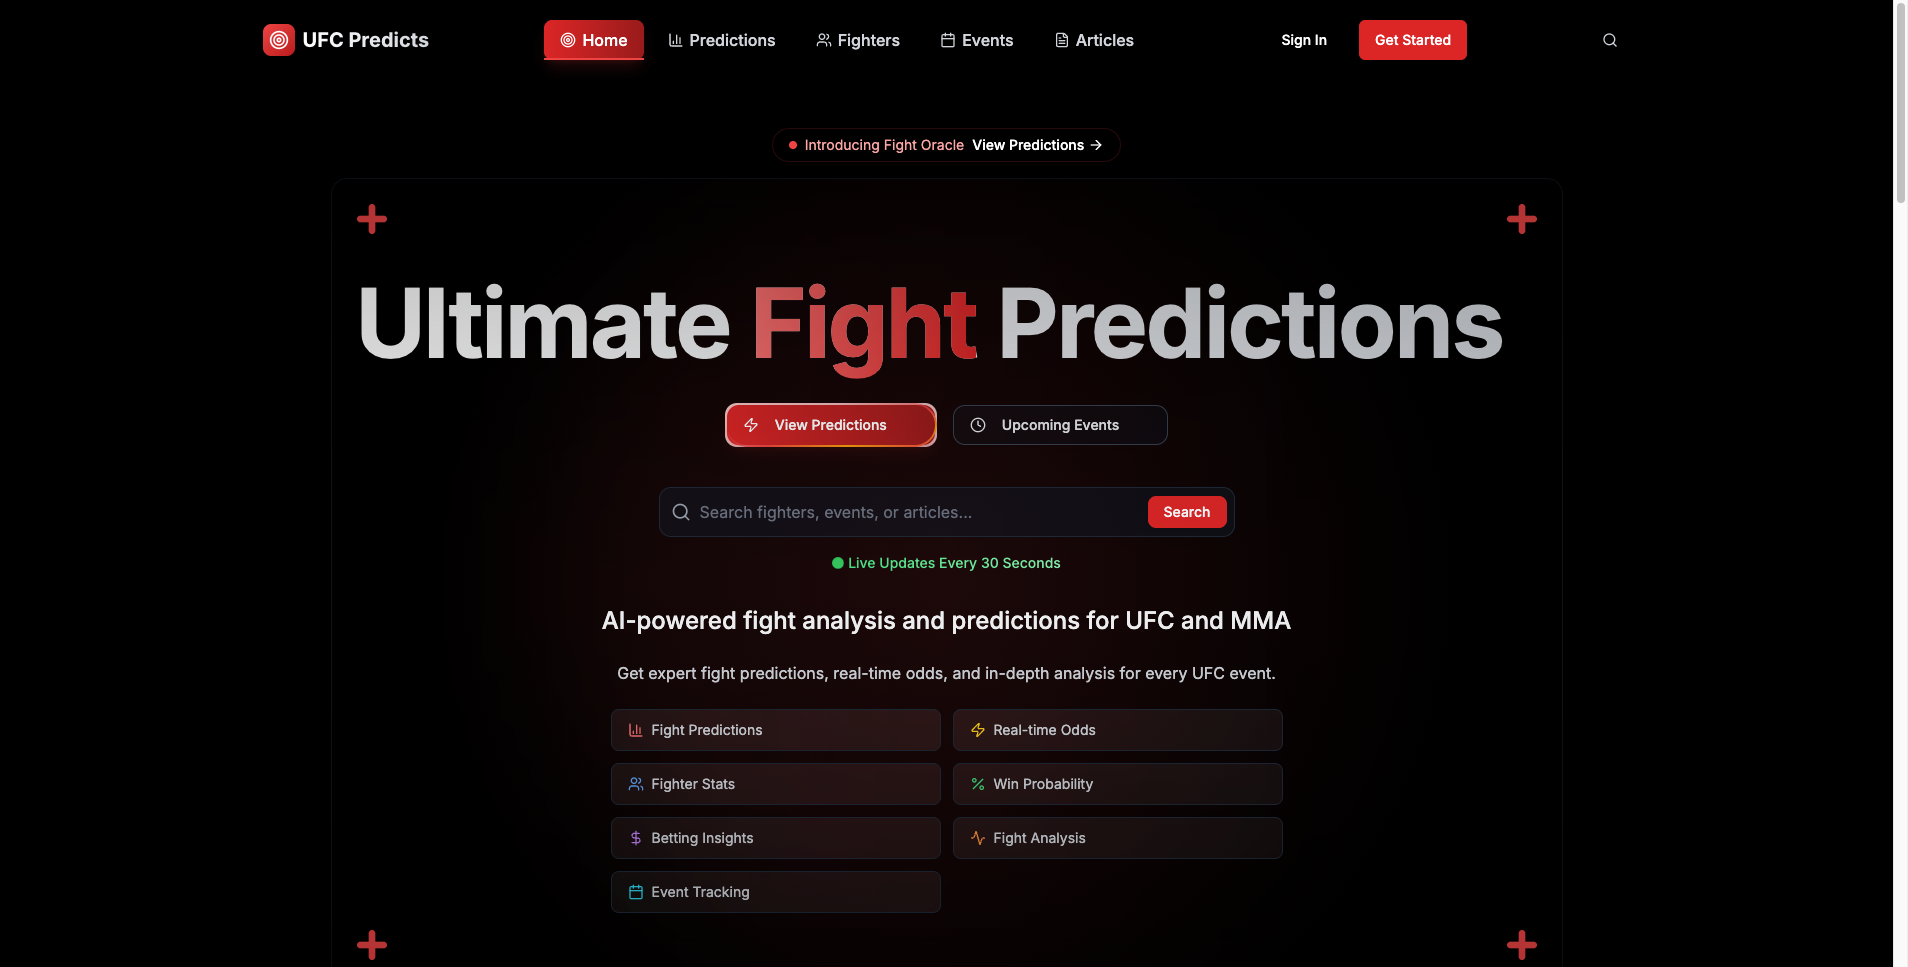 UFC Predicts
Home
Predictions
Fighters
Events
Articles
Sign In
Get Started
Introducing Fight Oracle View Predictions →
Ultimate Fight Predictions
View Predictions
Upcoming Events
Search fighters, events, or articles...
Search
Live Updates Every 30 Seconds
AI-powered fight analysis and predictions for UFC and MMA
Get expert fight predictions, real-time odds, and in-depth analysis for every UFC event.
Fight Predictions
Real-time Odds
Fighter Stats
Win Probability
Betting Insights
Fight Analysis
Event Tracking